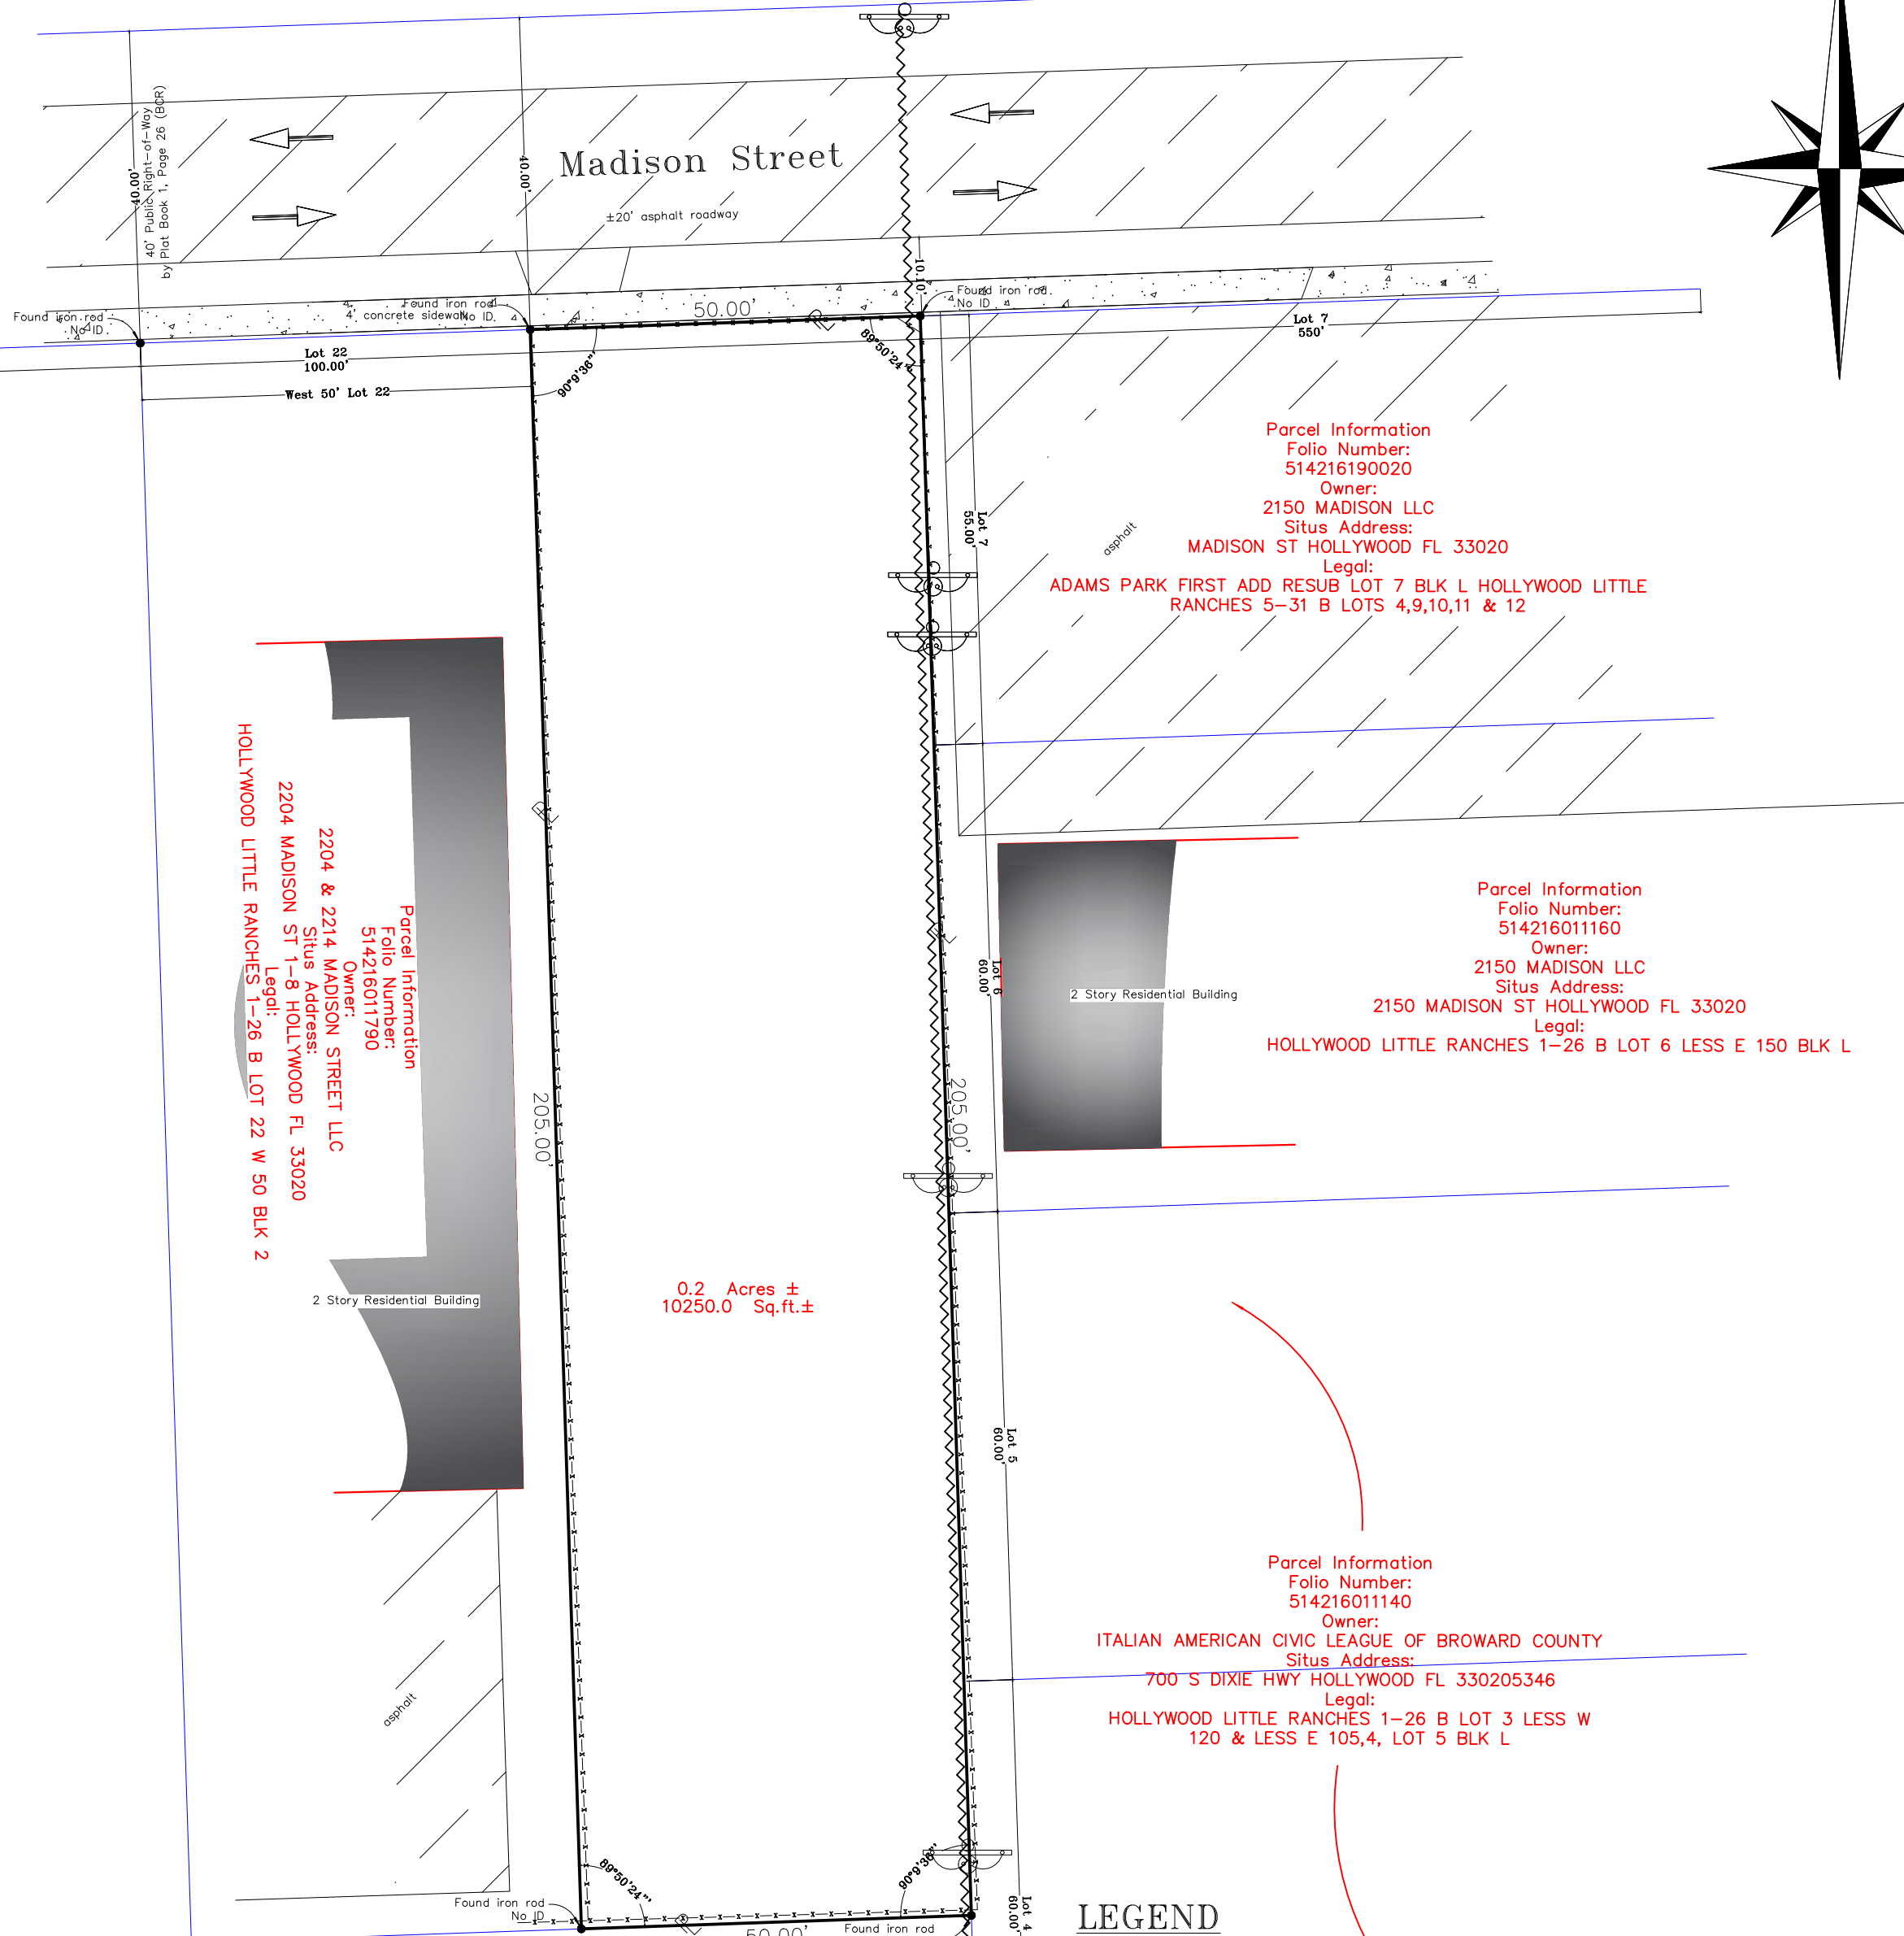 40.00'
40' Public Right-of-Way
by Plat Book 1, Page 26 (BCR)
40.00'
Madison Street
±20' asphalt roadway
10.10'
Found iron rod
No ID.
Found iron rod
No ID.
4' concrete sidewalk
50.00'
Found iron rod.
No ID
Lot 7
550'
Lot 22
100.00'
West 50' Lot 22
90°9'36"
89°50'24"
Parcel Information
Folio Number:
514216190020
Owner:
2150 MADISON LLC
Situs Address:
MADISON ST HOLLYWOOD FL 33020
Legal:
ADAMS PARK FIRST ADD RESUB LOT 7 BLK L HOLLYWOOD LITTLE
RANCHES 5-31 B LOTS 4,9,10,11 & 12
Lot 7
55.00'
asphalt
Parcel Information
Folio Number:
514216011790
Owner:
2204 & 2214 MADISON STREET LLC
Situs Address:
2204 MADISON ST 1-8 HOLLYWOOD FL 33020
Legal:
HOLLYWOOD LITTLE RANCHES 1-26 B LOT 22 W 50 BLK 2
2 Story Residential Building
205.00'
205.00'
Lot 6
60.00'
2 Story Residential Building
Parcel Information
Folio Number:
514216011160
Owner:
2150 MADISON LLC
Situs Address:
2150 MADISON ST HOLLYWOOD FL 33020
Legal:
HOLLYWOOD LITTLE RANCHES 1-26 B LOT 6 LESS E 150 BLK L
0.2 Acres ±
10250.0 Sq.ft.±
Lot 5
60.00'
Parcel Information
Folio Number:
514216011140
Owner:
ITALIAN AMERICAN CIVIC LEAGUE OF BROWARD COUNTY
Situs Address:
700 S DIXIE HWY HOLLYWOOD FL 330205346
Legal:
HOLLYWOOD LITTLE RANCHES 1-26 B LOT 3 LESS W
120 & LESS E 105,4, LOT 5 BLK L
asphalt
89°50'24"
90°9'36"
Found iron rod
No ID
Found iron rod
50.00'
Lot 4
60.00'
LEGEND